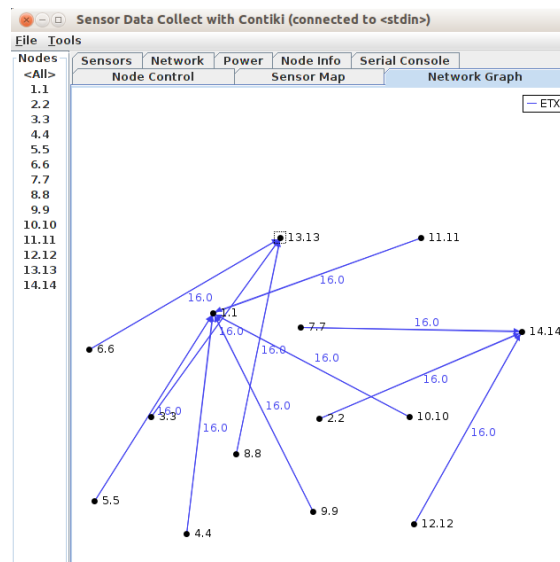 Sensor Data Collect with Contiki (connected to <stdin>)
File Tools
Nodes
<All>
1.1
2.2
3.3
4.4
5.5
6.6
7.7
8.8
9.9
10.10
11.11
12.12
13.13
14.14
Sensors Network Power Node Info Serial Console
Node Control Sensor Map Network Graph
ETX
13.13 11.11
16.0
16.0
1.1
16.0 7.7 16.0 14.14
6.6 16.0 16.0
16.0
3.3 16.0 16.0 2.2 10.10
16.0 16.0
8.8
5.5 9.9
4.4 12.12